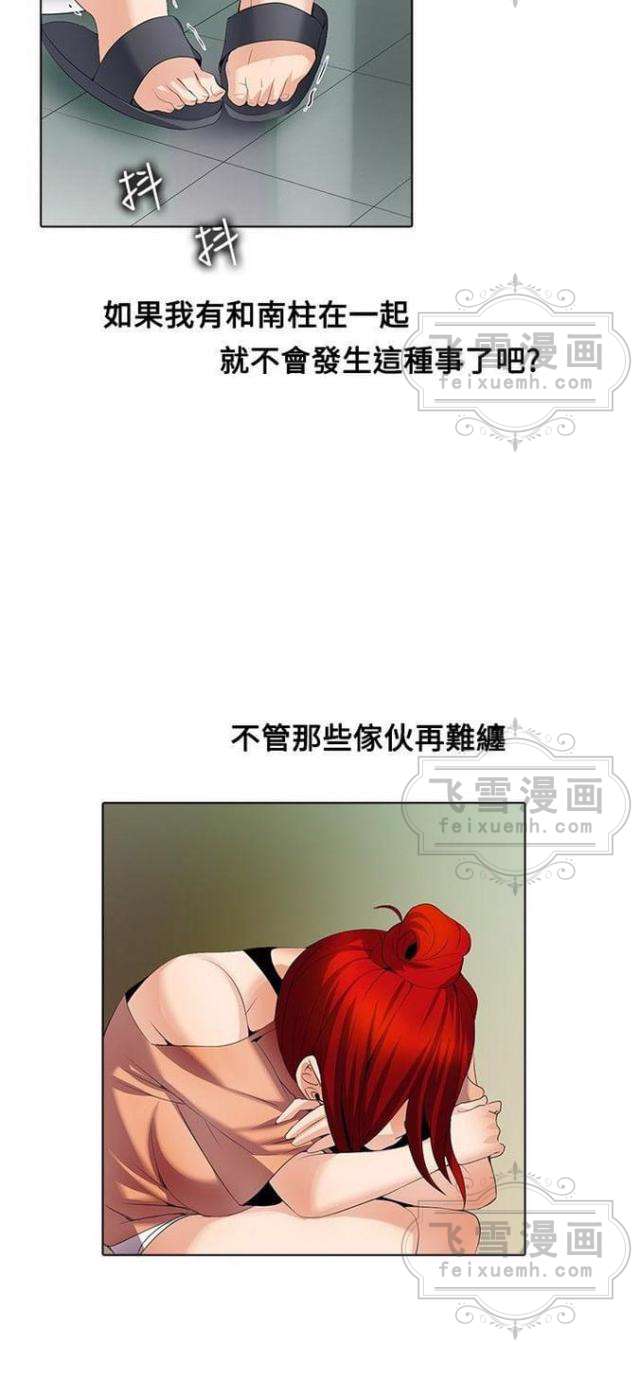 抖
抖
如果我有和南柱在一起
飞雪漫画
feixuemh.com
就不會發生這種事了吧?
不管那些傢伙再難纏
飞雪漫画
feixuemh.com
飞雪漫画
feixuemh.com